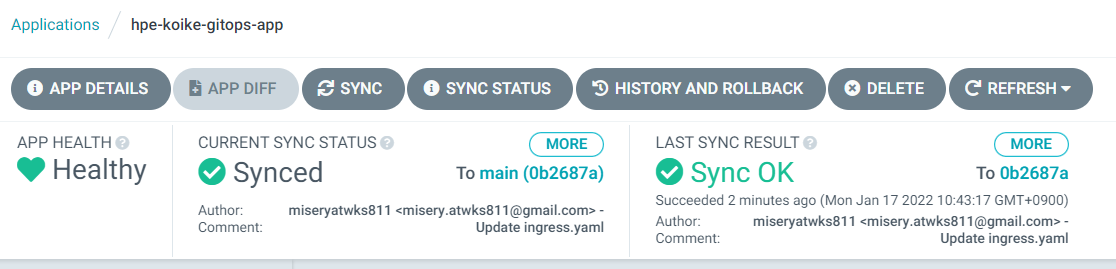 Applications / hpe-koike-gitops-app
APP DETAILS APP DIFF SYNC SYNC STATUS HISTORY AND ROLLBACK DELETE REFRESH
APP HEALTH
Healthy
CURRENT SYNC STATUS MORE
Synced To main (0b2687a)
Author: miseryatwks811 <misery.atwks811@gmail.com> -
Comment: Update ingress.yaml
LAST SYNC RESULT MORE
Sync OK To 0b2687a
Succeeded 2 minutes ago (Mon Jan 17 2022 10:43:17 GMT+0900)
Author: miseryatwks811 <misery.atwks811@gmail.com> -
Comment: Update ingress.yaml